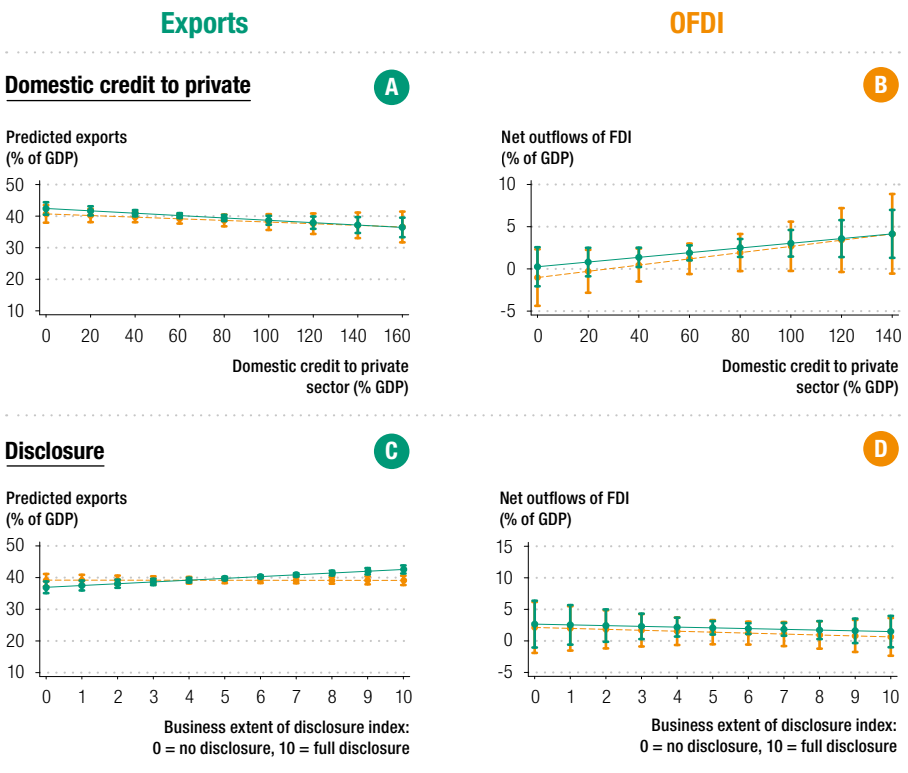 Exports
OFDI
Domestic credit to private
A
B
Predicted exports
(% of GDP)
50
40
30
20
10
0 20 40 60 80 100 120 140 160
Domestic credit to private
sector (% GDP)
Net outflows of FDI
(% of GDP)
10
5
0
-5
0 20 40 60 80 100 120 140
Domestic credit to private
sector (% GDP)
Disclosure
C
D
Predicted exports
(% of GDP)
50
40
30
20
10
0 1 2 3 4 5 6 7 8 9 10
Business extent of disclosure index:
0 = no disclosure, 10 = full disclosure
Net outflows of FDI
(% of GDP)
15
10
5
0
-5
0 1 2 3 4 5 6 7 8 9 10
Business extent of disclosure index:
0 = no disclosure, 10 = full disclosure